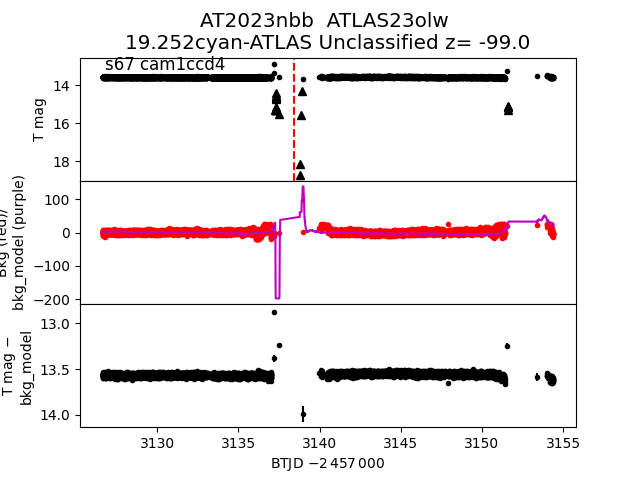 AT2023nbb ATLAS23olw
19.252cyan-ATLAS Unclassified z= -99.0
s67 cam1ccd4
T mag
14
16
18
bkg_model (purple)
100
0
−100
−200
T mag −
bkg_model
13.0
13.5
14.0
3130
3135
3140
3145
3150
3155
BTJD −2 457 000